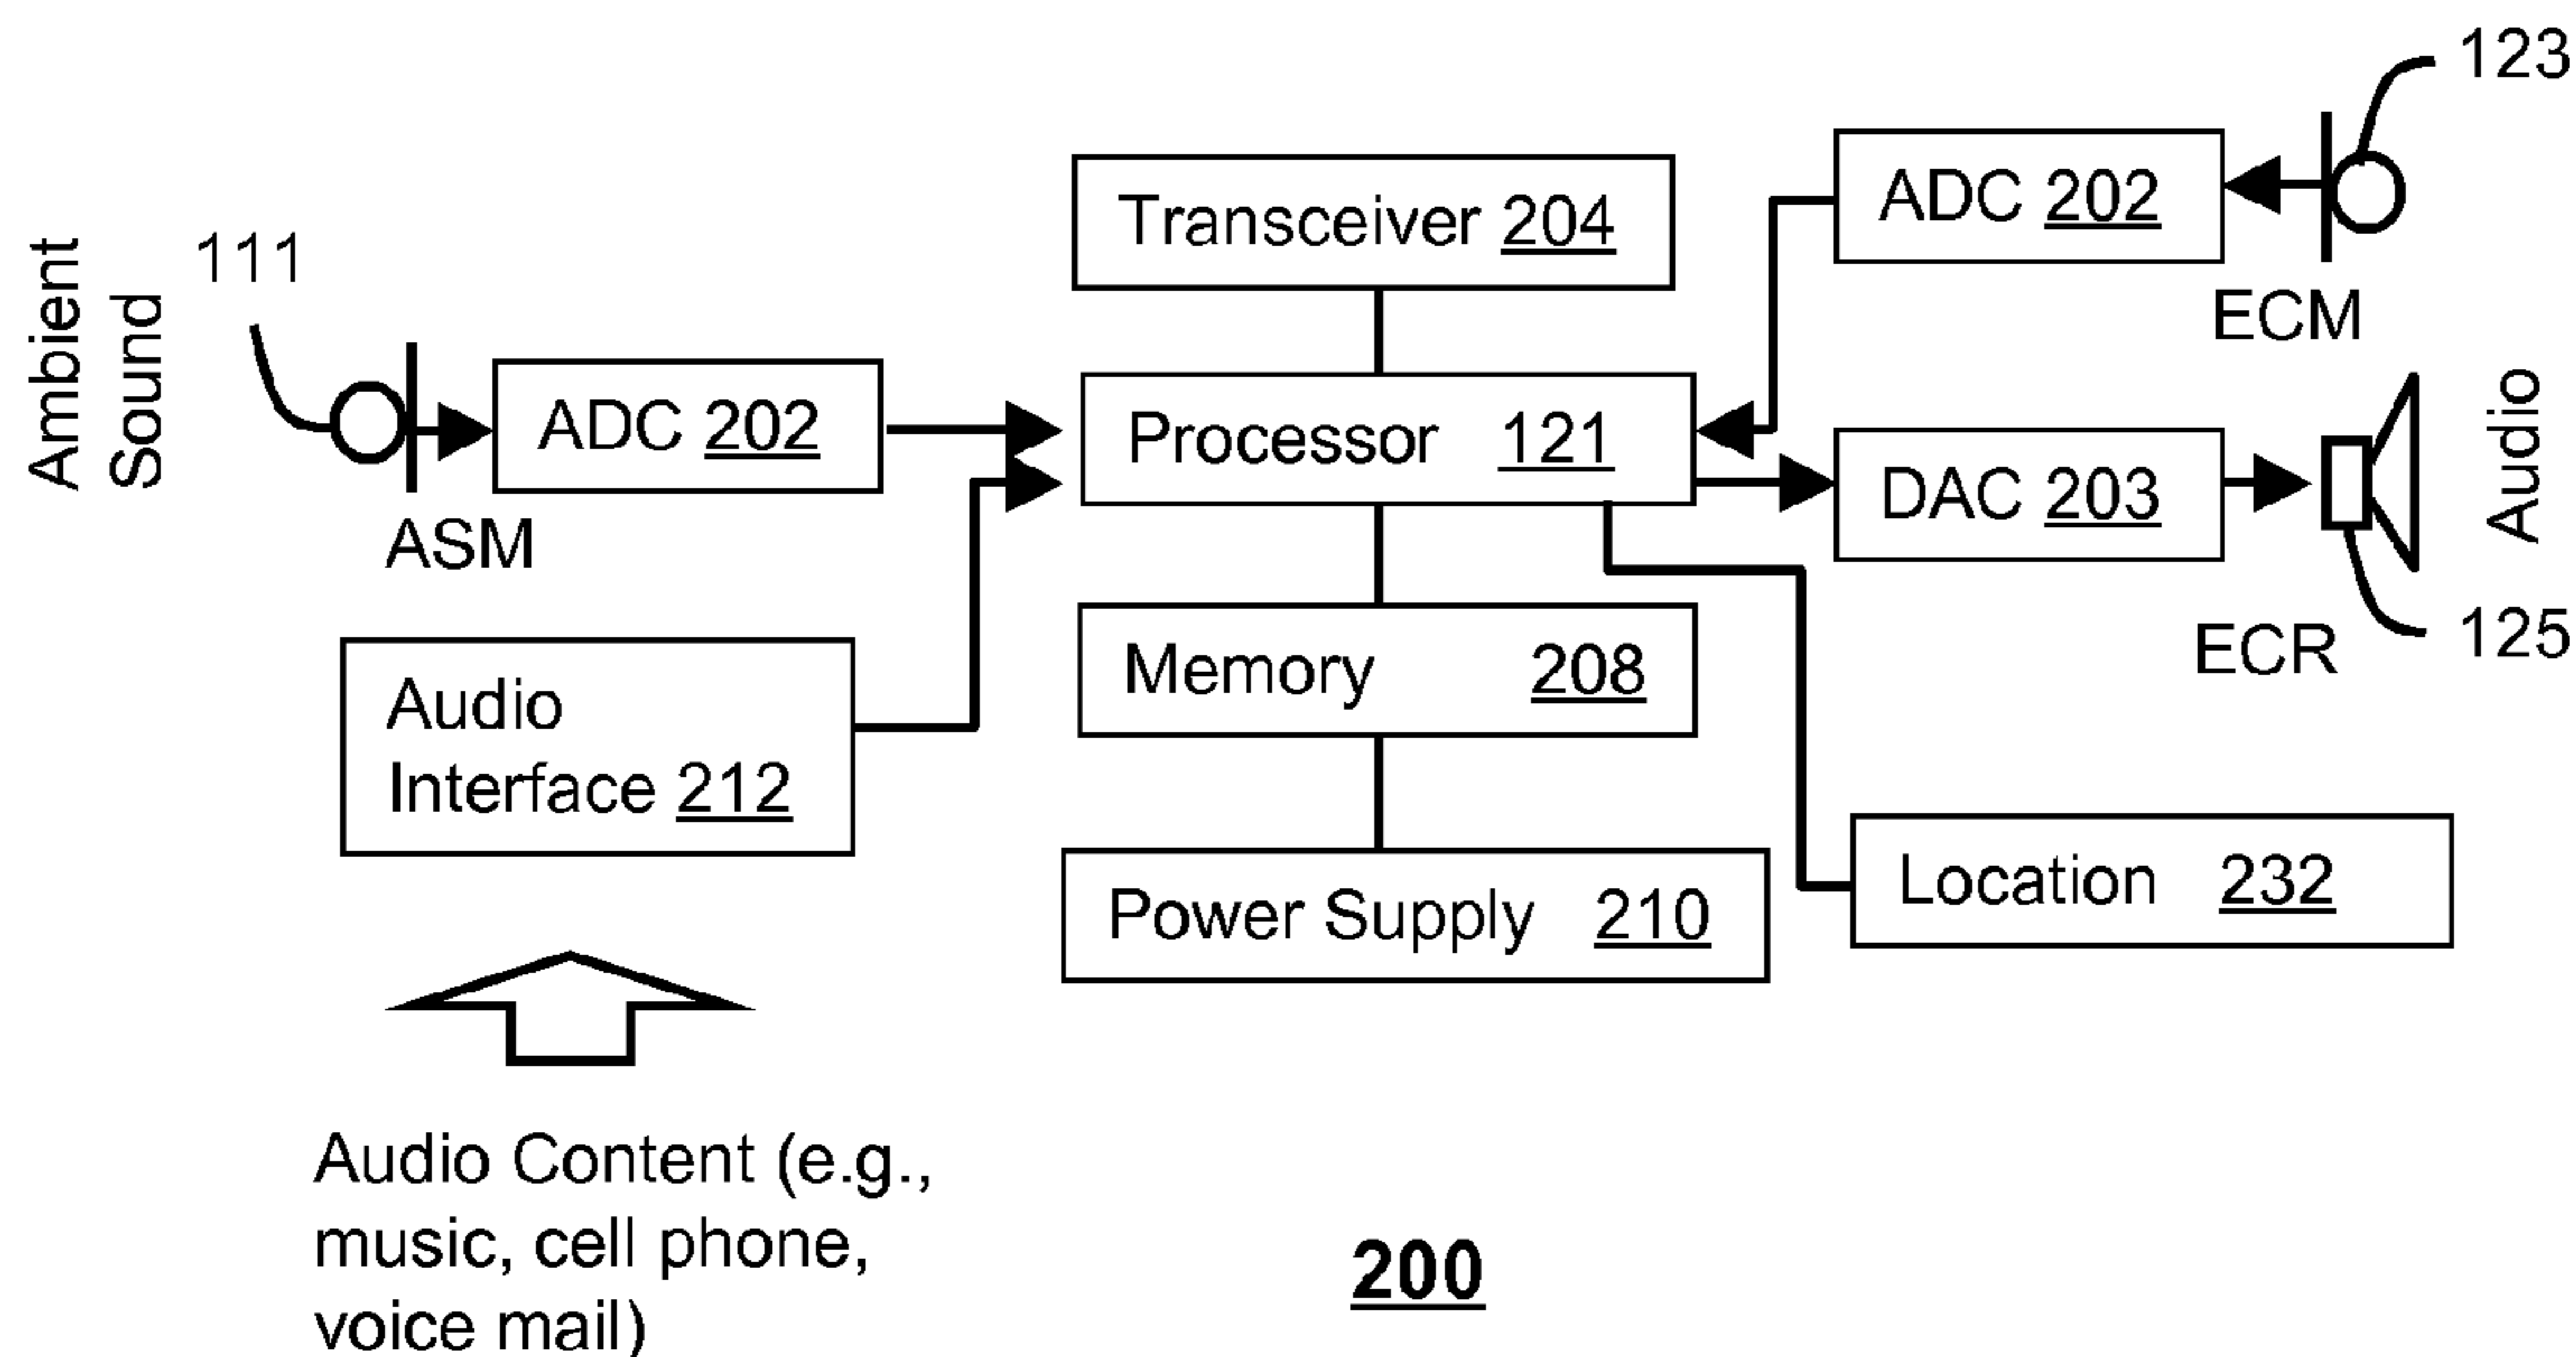 123
Transceiver 204
ADC 202
111
Ambient
Sound
ECM
ADC 202
Processor 121
DAC 203
Audio
ASM
ECR
125
Memory 208
Audio
Interface 212
Location 232
Power Supply 210
Audio Content (e.g.,
music, cell phone,
voice mail)
200